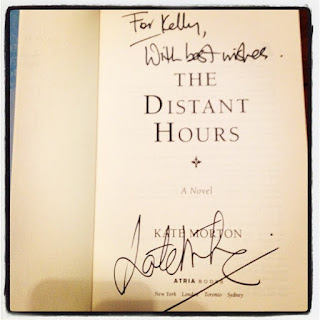 For Kelly,
With best wishes.
THE
DISTANT
HOURS
A Novel
KATE MORTON
ATRIA BOOKS
New York London Toronto Sydney